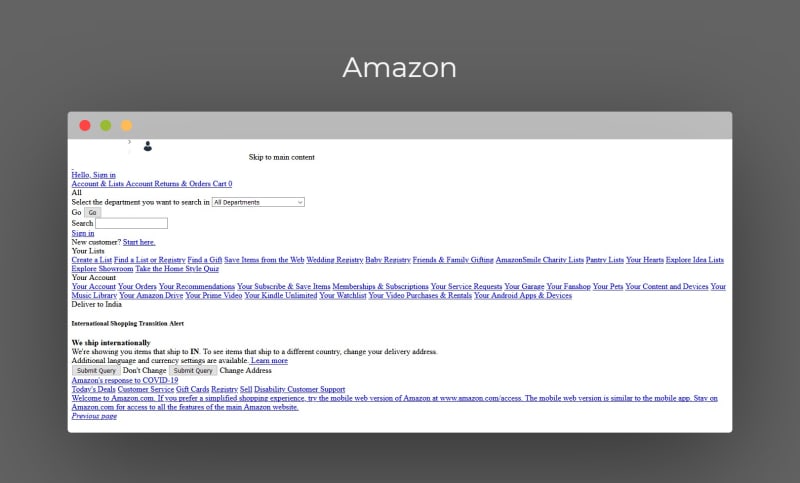 Amazon
Skip to main content
Hello, Sign in
Account & Lists Account Returns & Orders Cart 0
All
Select the department you want to search in All Departments
Go Go
Search
Sign in
New customer? Start here.
Your Lists
Create a List Find a List or Registry Find a Gift Save Items from the Web Wedding Registry Baby Registry Friends & Family Gifting AmazonSmile Charity Lists Pantry Lists Your Hearts Explore Idea Lists
Explore Showroom Take the Home Style Quiz
Your Account
Your Account Your Orders Your Recommendations Your Subscribe & Save Items Memberships & Subscriptions Your Service Requests Your Garage Your Fanshop Your Pets Your Content and Devices Your
Music Library Your Amazon Drive Your Prime Video Your Kindle Unlimited Your Watchlist Your Video Purchases & Rentals Your Android Apps & Devices
Deliver to India
International Shopping Transition Alert
We ship internationally
We're showing you items that ship to IN. To see items that ship to a different country, change your delivery address.
Additional language and currency settings are available. Learn more
Submit Query Don't Change Submit Query Change Address
Amazon's response to COVID-19
Today's Deals Customer Service Gift Cards Registry Sell Disability Customer Support
Welcome to Amazon.com. If you prefer a simplified shopping experience, try the mobile web version of Amazon at www.amazon.com/access. The mobile web version is similar to the mobile app. Stay on
Amazon.com for access to all the features of the main Amazon website.
Previous page